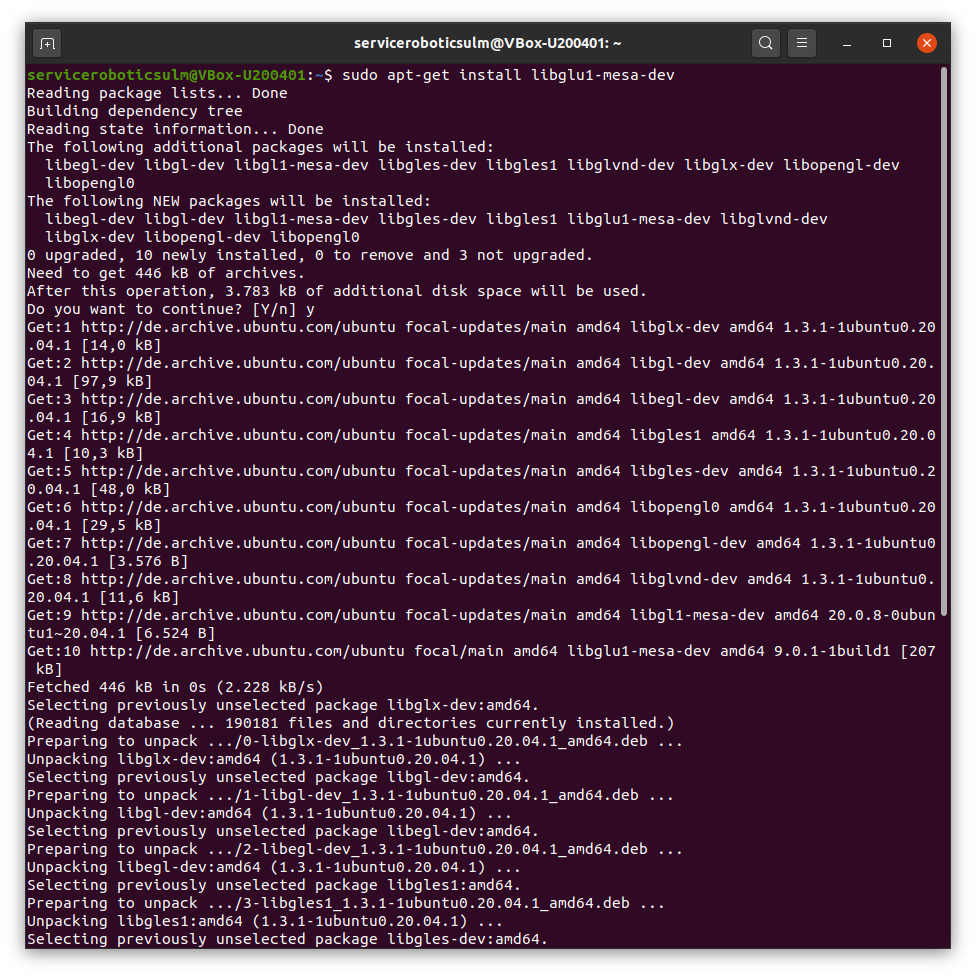 serviceroboticsulm@VBox-U200401: ~
serviceroboticsulm@VBox-U200401:~$ sudo apt-get install libglu1-mesa-dev
Reading package lists... Done
Building dependency tree
Reading state information... Done
The following additional packages will be installed:
  libegl-dev libgl-dev libgl1-mesa-dev libgles-dev libgles1 libglvnd-dev libglx-dev libopengl-dev
  libopengl0
The following NEW packages will be installed:
  libegl-dev libgl-dev libgl1-mesa-dev libgles-dev libgles1 libglu1-mesa-dev libglvnd-dev
  libglx-dev libopengl-dev libopengl0
0 upgraded, 10 newly installed, 0 to remove and 3 not upgraded.
Need to get 446 kB of archives.
After this operation, 3.783 kB of additional disk space will be used.
Do you want to continue? [Y/n] y
Get:1 http://de.archive.ubuntu.com/ubuntu focal-updates/main amd64 libglx-dev amd64 1.3.1-1ubuntu0.20
.04.1 [14,0 kB]
Get:2 http://de.archive.ubuntu.com/ubuntu focal-updates/main amd64 libgl-dev amd64 1.3.1-1ubuntu0.20.
04.1 [97,9 kB]
Get:3 http://de.archive.ubuntu.com/ubuntu focal-updates/main amd64 libegl-dev amd64 1.3.1-1ubuntu0.20
.04.1 [16,9 kB]
Get:4 http://de.archive.ubuntu.com/ubuntu focal-updates/main amd64 libgles1 amd64 1.3.1-1ubuntu0.20.0
4.1 [10,3 kB]
Get:5 http://de.archive.ubuntu.com/ubuntu focal-updates/main amd64 libgles-dev amd64 1.3.1-1ubuntu0.2
0.04.1 [48,0 kB]
Get:6 http://de.archive.ubuntu.com/ubuntu focal-updates/main amd64 libopengl0 amd64 1.3.1-1ubuntu0.20
.04.1 [29,5 kB]
Get:7 http://de.archive.ubuntu.com/ubuntu focal-updates/main amd64 libopengl-dev amd64 1.3.1-1ubuntu0
.20.04.1 [3.576 B]
Get:8 http://de.archive.ubuntu.com/ubuntu focal-updates/main amd64 libglvnd-dev amd64 1.3.1-1ubuntu0.
20.04.1 [11,6 kB]
Get:9 http://de.archive.ubuntu.com/ubuntu focal-updates/main amd64 libgl1-mesa-dev amd64 20.0.8-0ubun
tu1~20.04.1 [6.524 B]
Get:10 http://de.archive.ubuntu.com/ubuntu focal/main amd64 libglu1-mesa-dev amd64 9.0.1-1build1 [207
 kB]
Fetched 446 kB in 0s (2.228 kB/s)
Selecting previously unselected package libglx-dev:amd64.
(Reading database ... 190181 files and directories currently installed.)
Preparing to unpack .../0-libglx-dev_1.3.1-1ubuntu0.20.04.1_amd64.deb ...
Unpacking libglx-dev:amd64 (1.3.1-1ubuntu0.20.04.1) ...
Selecting previously unselected package libgl-dev:amd64.
Preparing to unpack .../1-libgl-dev_1.3.1-1ubuntu0.20.04.1_amd64.deb ...
Unpacking libgl-dev:amd64 (1.3.1-1ubuntu0.20.04.1) ...
Selecting previously unselected package libegl-dev:amd64.
Preparing to unpack .../2-libegl-dev_1.3.1-1ubuntu0.20.04.1_amd64.deb ...
Unpacking libegl-dev:amd64 (1.3.1-1ubuntu0.20.04.1) ...
Selecting previously unselected package libgles1:amd64.
Preparing to unpack .../3-libgles1_1.3.1-1ubuntu0.20.04.1_amd64.deb ...
Unpacking libgles1:amd64 (1.3.1-1ubuntu0.20.04.1) ...
Selecting previously unselected package libgles-dev:amd64.